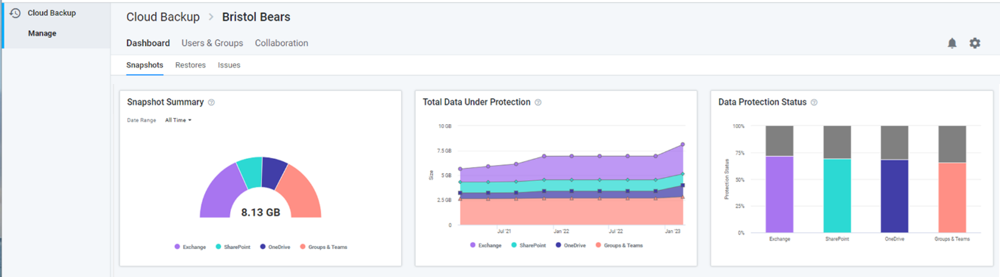 Cloud Backup
Manage
Cloud Backup > Bristol Bears
Dashboard Users & Groups Collaboration
Snapshots Restores Issues
Snapshot Summary
Date Range All Time
8.13 GB
Exchange SharePoint OneDrive Groups & Teams
Total Data Under Protection
10 GB
7.5 GB
5 GB
2.5 GB
0
Size
Jul '21 Jan '22 Jul '22 Jan '23
Exchange SharePoint OneDrive Groups & Teams
Data Protection Status
100%
75%
50%
25%
0%
Protection Status
Exchange SharePoint OneDrive Groups & Teams